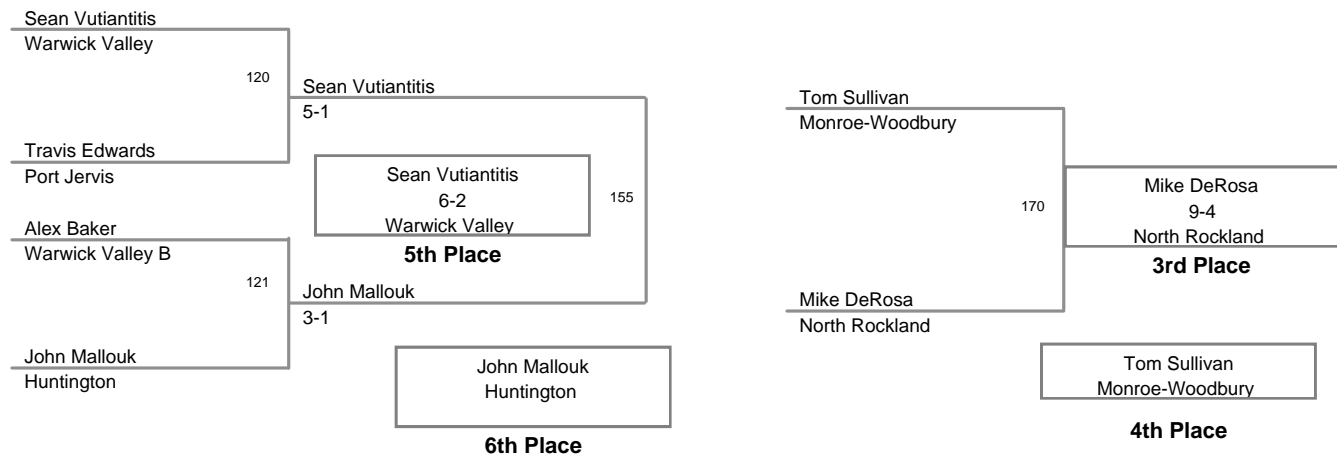 Sean Vutiantitis
Warwick Valley
120
Sean Vutiantitis
5-1
Travis Edwards
Port Jervis
Sean Vutiantitis
6-2
Warwick Valley
5th Place
155
Alex Baker
Warwick Valley B
121
John Mallouk
3-1
John Mallouk
Huntington
John Mallouk
Huntington
6th Place
Tom Sullivan
Monroe-Woodbury
170
Mike DeRosa
9-4
North Rockland
3rd Place
Mike DeRosa
North Rockland
Tom Sullivan
Monroe-Woodbury
4th Place